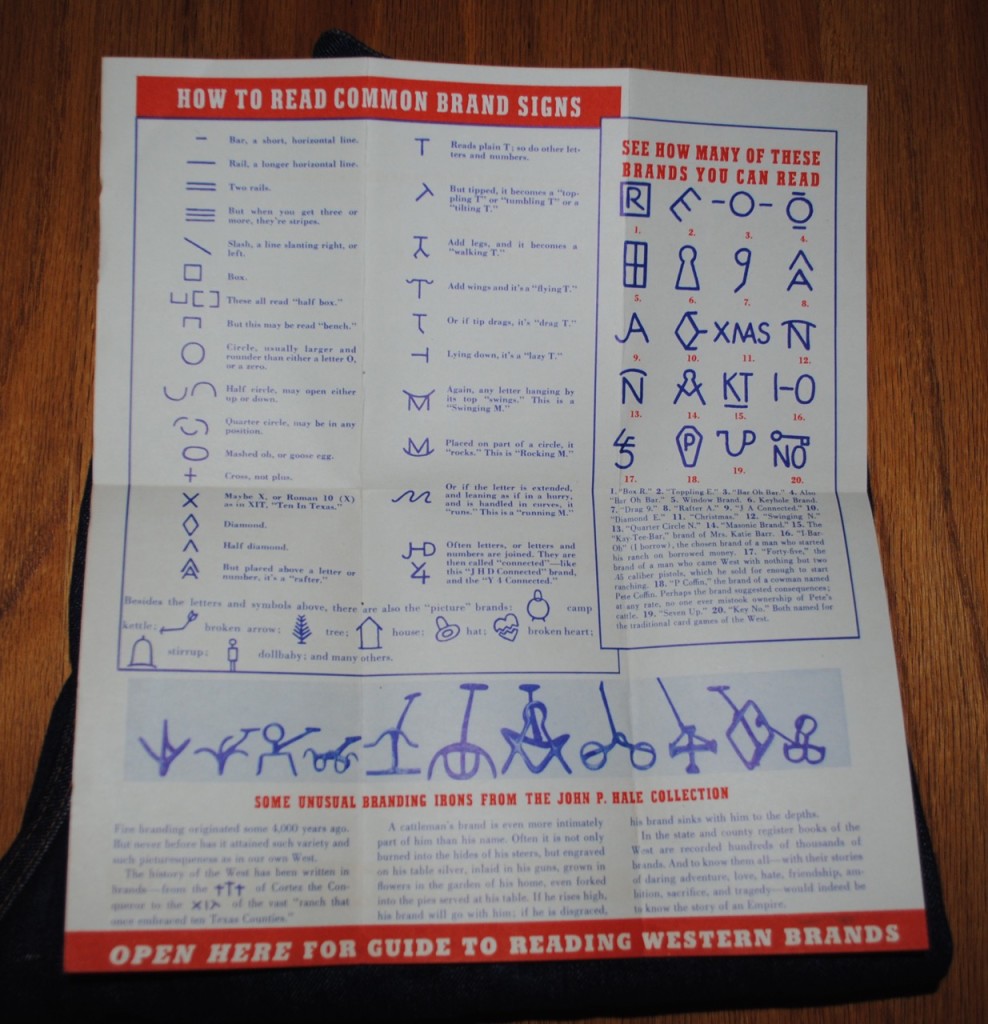 HOW TO READ COMMON BRAND SIGNS
Bar, a short, horizontal line.
Rail, a longer horizontal line.
Two rails.
But when you get three or
more, they're stripes.
Slash, a line slanting right, or
left.
Box.
These all read "half box."
But this may be read "bench."
Circle, usually larger and
rounder than either a letter O,
or a zero.
Half circle, may open either
up or down.
Quarter circle, may be in any
position.
Mashed oh, or goose egg.
Cross, not plus.
Maybe X, or Roman 10 (X)
as in XIT, "Ten In Texas."
Diamond.
Half diamond.
But placed above a letter or
number, it's a "rafter."
T
Reads plain T; so do other let-
ters and numbers.
But tipped, it becomes a "top-
pling T" or "tumbling T" or a
"tilting T."
Add legs, and it becomes a
"walking T."
Add wings and it's a "flying T."
Or if tip drags, it's "drag T."
Lying down, it's a "lazy T."
Again, any letter hanging by
its top "swings." This is a
"Swinging M."
Placed on part of a circle, it
"rocks." This is "Rocking M."
Or if the letter is extended,
and leaning as if in a hurry,
and is handled in curves, it
"runs." This is a "running M."
Often letters, or letters and
numbers are joined. They are
then called "connected"—like
this "J H D Connected" brand,
and the "Y 4 Connected."
Besides the letters and symbols above, there are also the "picture" brands: camp
kettle; broken arrow; tree; house; hat; broken heart;
stirrup; dollbaby; and many others.
SEE HOW MANY OF THESE
BRANDS YOU CAN READ
R E -O- O
1. 2. 3. 4.
9 A
5. 6. 7. 8.
A XMAS N
9. 10. 11. 12.
N A KT I-O
13. 14. 15. 16.
45 P UP NO
17. 18. 19. 20.
1. "Box R." 2. "Toppling E." 3. "Bar Oh Bar." 4. Also
"Bar Oh Bar." 5. Window Brand. 6. Keyhole Brand.
7. "Drag 9." 8. "Rafter A." 9. "J A Connected." 10.
"Diamond E." 11. "Christmas." 12. "Swinging N."
13. "Quarter Circle N." 14. "Masonic Brand." 15. The
"Kay-Tee-Bar," brand of Mrs. Katie Barr. 16. "I-Bar-
Oh" (I borrow), the chosen brand of a man who started
his ranch on borrowed money. 17. "Forty-five," the
brand of a man who came West with nothing but two
.45 caliber pistols, which he sold for enough to start
ranching. 18. "P Coffin," the brand of a cowman named
Pete Coffin. Perhaps the brand suggested consequences;
at any rate, no one ever mistook ownership of Pete's
cattle. 19. "Seven Up." 20. "Key No." Both named for
the traditional card games of the West.
SOME UNUSUAL BRANDING IRONS FROM THE JOHN P. HALE COLLECTION
Fire branding originated some 4,000 years ago.
But never before has it attained such variety and
such picturesqueness as in our own West.
The history of the West has been written in
brands—from the ††† of Cortez the Con-
queror to the XIT of the vast "ranch that
once embraced ten Texas Counties."
A cattleman's brand is even more intimately
part of him than his name. Often it is not only
burned into the hides of his steers, but engraved
on his table silver, inlaid in his guns, grown in
flowers in the garden of his home, even forked
into the pies served at his table. If he rises high,
his brand will go with him; if he is disgraced,
his brand sinks with him to the depths.
In the state and county register books of the
West are recorded hundreds of thousands of
brands. And to know them all—with their stories
of daring adventure, love, hate, friendship, am-
bition, sacrifice, and tragedy—would indeed be
to know the story of an Empire.
OPEN HERE FOR GUIDE TO READING WESTERN BRANDS